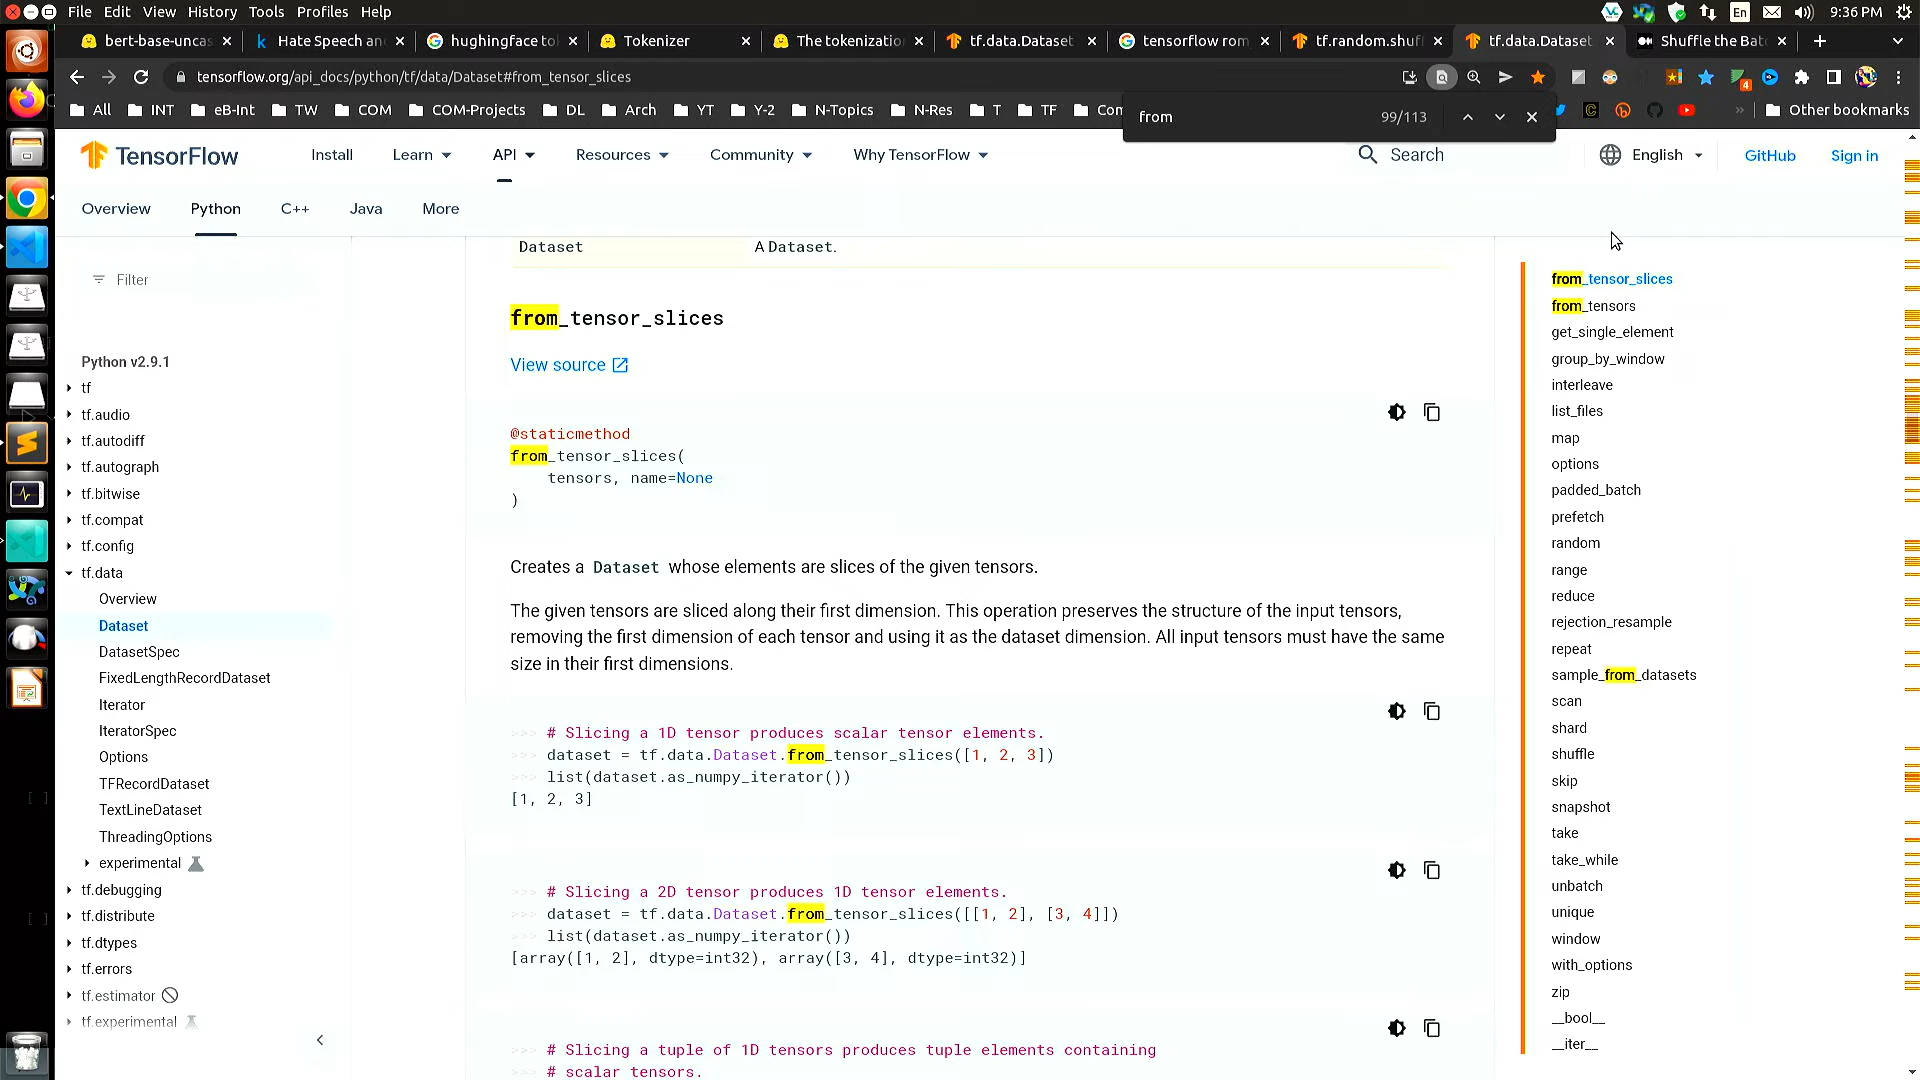 File Edit View History Tools Profiles Help
En
9:36 PM
bert-base-uncas
Hate Speech an
hughingface to
Tokenizer
The tokenizatio
tf.data.Dataset
tensorflow rom
tf.random.shuf
tf.data.Dataset
Shuffle the Bat
tensorflow.org/api_docs/python/tf/data/Dataset#from_tensor_slices
4
All INT eB-Int TW COM COM-Projects DL Arch YT Y-2 N-Topics N-Res T TF Con
» Other bookmarks
from 99/113
TensorFlow
Install Learn API Resources Community Why TensorFlow
Search
English
GitHub
Sign in
Overview Python C++ Java More
Filter
Python v2.9.1
tf
tf.audio
tf.autodiff
tf.autograph
tf.bitwise
tf.compat
tf.config
tf.data
Overview
Dataset
DatasetSpec
FixedLengthRecordDataset
Iterator
IteratorSpec
Options
TFRecordDataset
TextLineDataset
ThreadingOptions
experimental
tf.debugging
tf.distribute
tf.dtypes
tf.errors
tf.estimator
tf.experimental
Dataset A Dataset.
from_tensor_slices
View source
@staticmethod
from_tensor_slices(
tensors, name=None
)
Creates a Dataset whose elements are slices of the given tensors.
The given tensors are sliced along their first dimension. This operation preserves the structure of the input tensors,
removing the first dimension of each tensor and using it as the dataset dimension. All input tensors must have the same
size in their first dimensions.
>>> # Slicing a 1D tensor produces scalar tensor elements.
>>> dataset = tf.data.Dataset.from_tensor_slices([1, 2, 3])
>>> list(dataset.as_numpy_iterator())
[1, 2, 3]
>>> # Slicing a 2D tensor produces 1D tensor elements.
>>> dataset = tf.data.Dataset.from_tensor_slices([[1, 2], [3, 4]])
>>> list(dataset.as_numpy_iterator())
[array([1, 2], dtype=int32), array([3, 4], dtype=int32)]
>>> # Slicing a tuple of 1D tensors produces tuple elements containing
>>> # scalar tensors.
from_tensor_slices
from_tensors
get_single_element
group_by_window
interleave
list_files
map
options
padded_batch
prefetch
random
range
reduce
rejection_resample
repeat
sample_from_datasets
scan
shard
shuffle
skip
snapshot
take
take_while
unbatch
unique
window
with_options
zip
__bool__
__iter__